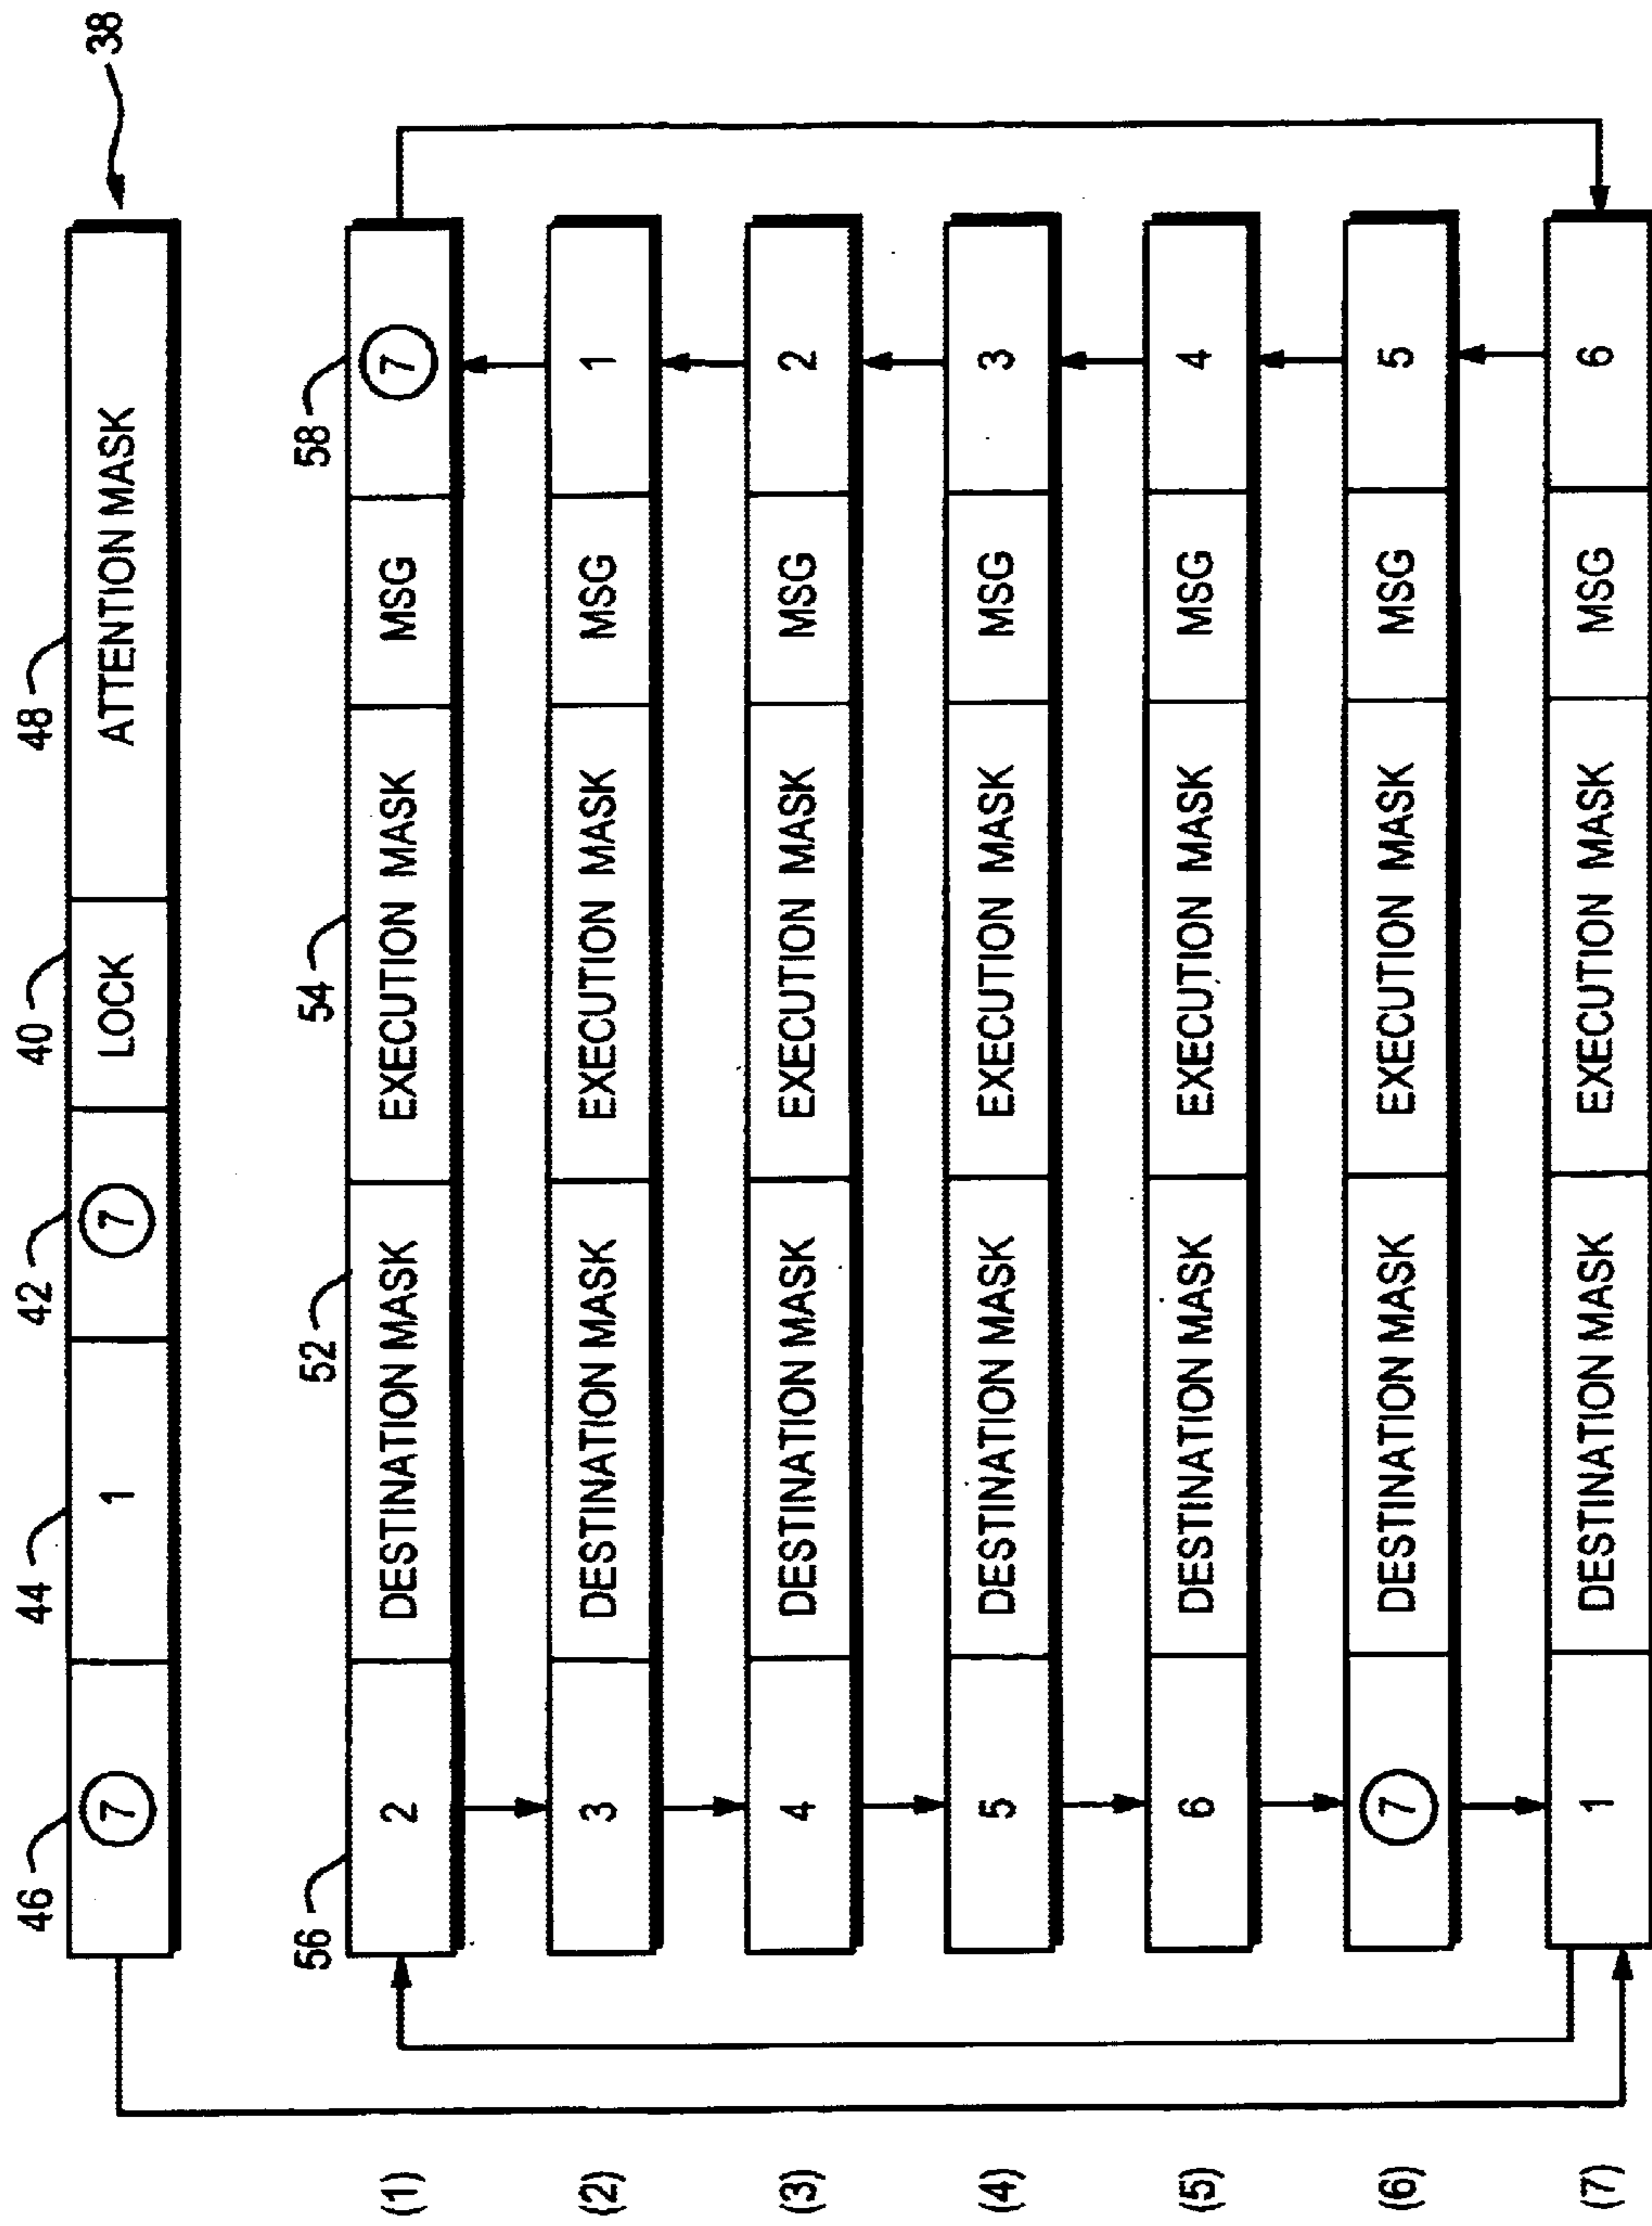 46 44 42 40 48
7 1 7 LOCK ATTENTION MASK 38
56 52 54 58
(1) 2 DESTINATION MASK EXECUTION MASK MSG 7
(2) 3 DESTINATION MASK EXECUTION MASK MSG 1
(3) 4 DESTINATION MASK EXECUTION MASK MSG 2
(4) 5 DESTINATION MASK EXECUTION MASK MSG 3
(5) 6 DESTINATION MASK EXECUTION MASK MSG 4
(6) 7 DESTINATION MASK EXECUTION MASK MSG 5
(7) 1 DESTINATION MASK EXECUTION MASK MSG 6